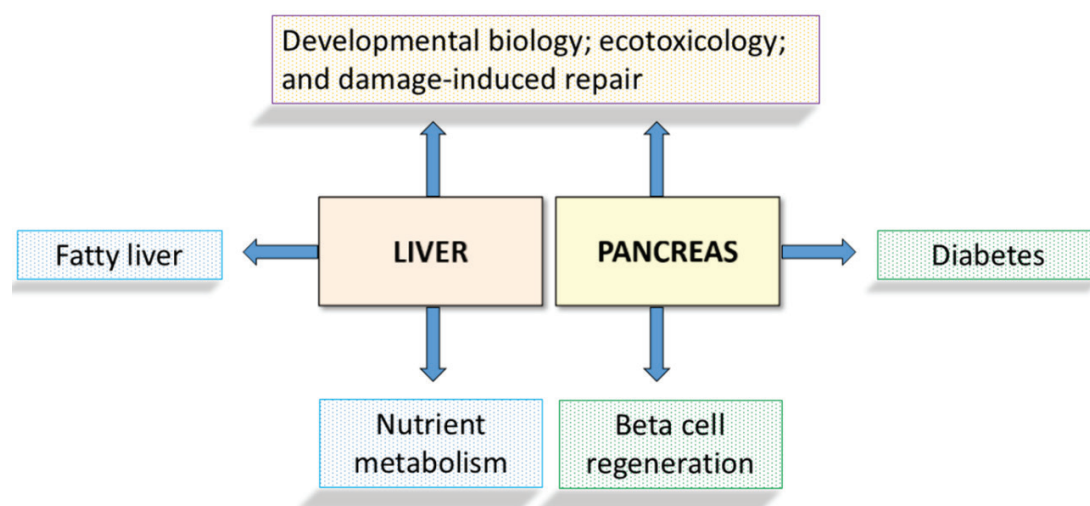 Developmental biology; ecotoxicology;
and damage-induced repair
Fatty liver
LIVER
PANCREAS
Diabetes
Nutrient
metabolism
Beta cell
regeneration